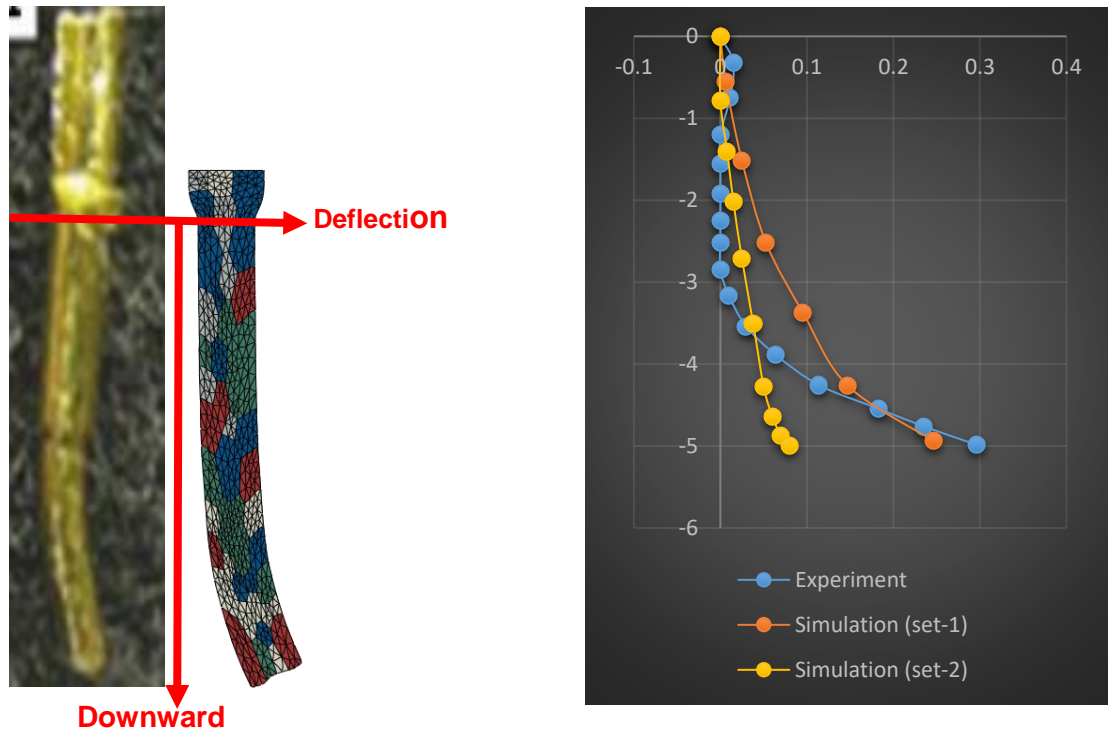 Deflection
Downward
0
-0.1
0
0.1
0.2
0.3
0.4
-1
-2
-3
-4
-5
-6
Experiment
Simulation (set-1)
Simulation (set-2)